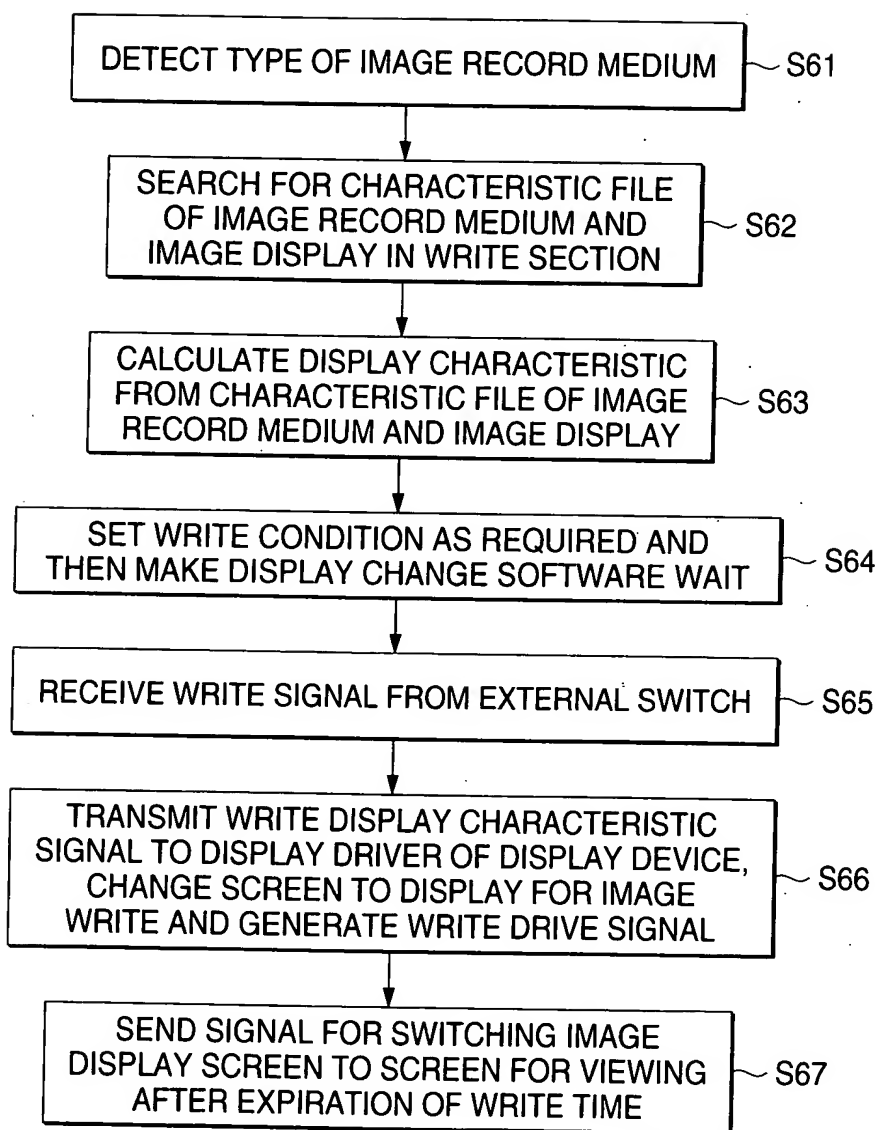 DETECT TYPE OF IMAGE RECORD MEDIUM
S61
SEARCH FOR CHARACTERISTIC FILE
OF IMAGE RECORD MEDIUM AND
IMAGE DISPLAY IN WRITE SECTION
S62
CALCULATE DISPLAY CHARACTERISTIC
FROM CHARACTERISTIC FILE OF IMAGE
RECORD MEDIUM AND IMAGE DISPLAY
S63
SET WRITE CONDITION AS REQUIRED AND
THEN MAKE DISPLAY CHANGE SOFTWARE WAIT
S64
RECEIVE WRITE SIGNAL FROM EXTERNAL SWITCH
S65
TRANSMIT WRITE DISPLAY CHARACTERISTIC
SIGNAL TO DISPLAY DRIVER OF DISPLAY DEVICE,
CHANGE SCREEN TO DISPLAY FOR IMAGE
WRITE AND GENERATE WRITE DRIVE SIGNAL
S66
SEND SIGNAL FOR SWITCHING IMAGE
DISPLAY SCREEN TO SCREEN FOR VIEWING
AFTER EXPIRATION OF WRITE TIME
S67